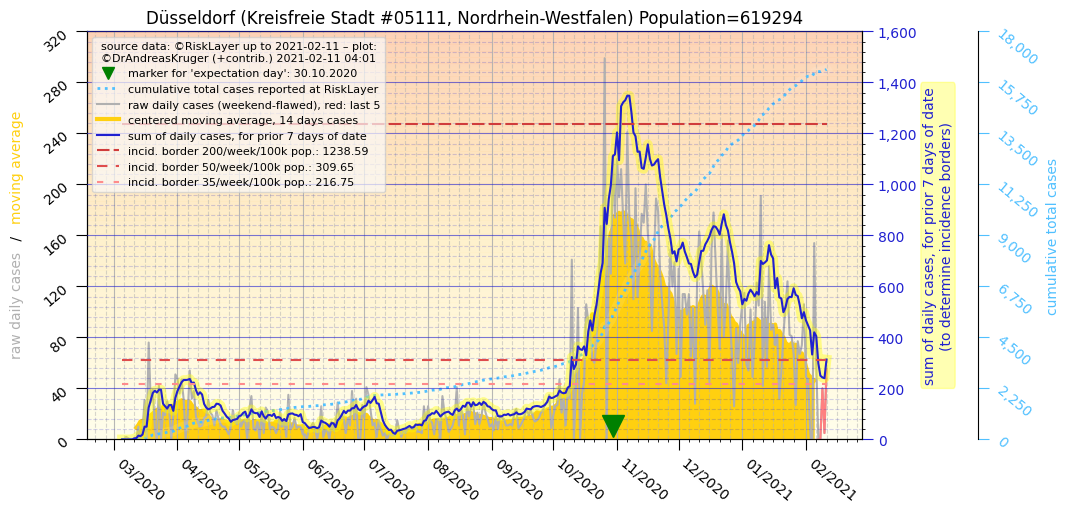 Düsseldorf (Kreisfreie Stadt #05111, Nordrhein-Westfalen) Population=619294
source data: ©RiskLayer up to 2021-02-11 – plot:
©DrAndreasKruger (+contrib.) 2021-02-11 04:01
marker for 'expectation day': 30.10.2020
cumulative total cases reported at RiskLayer
raw daily cases (weekend-flawed), red: last 5
centered moving average, 14 days cases
sum of daily cases, for prior 7 days of date
incid. border 200/week/100k pop.: 1238.59
incid. border 50/week/100k pop.: 309.65
incid. border 35/week/100k pop.: 216.75
raw daily cases / moving average
320
280
240
200
160
120
80
40
0
03/2020
04/2020
05/2020
06/2020
07/2020
08/2020
09/2020
10/2020
11/2020
12/2020
01/2021
02/2021
1,600
1,400
1,200
1,000
800
600
400
200
0
sum of daily cases, for prior 7 days of date
(to determine incidence borders)
18,000
15,750
13,500
11,250
9,000
6,750
4,500
2,250
0
cumulative total cases